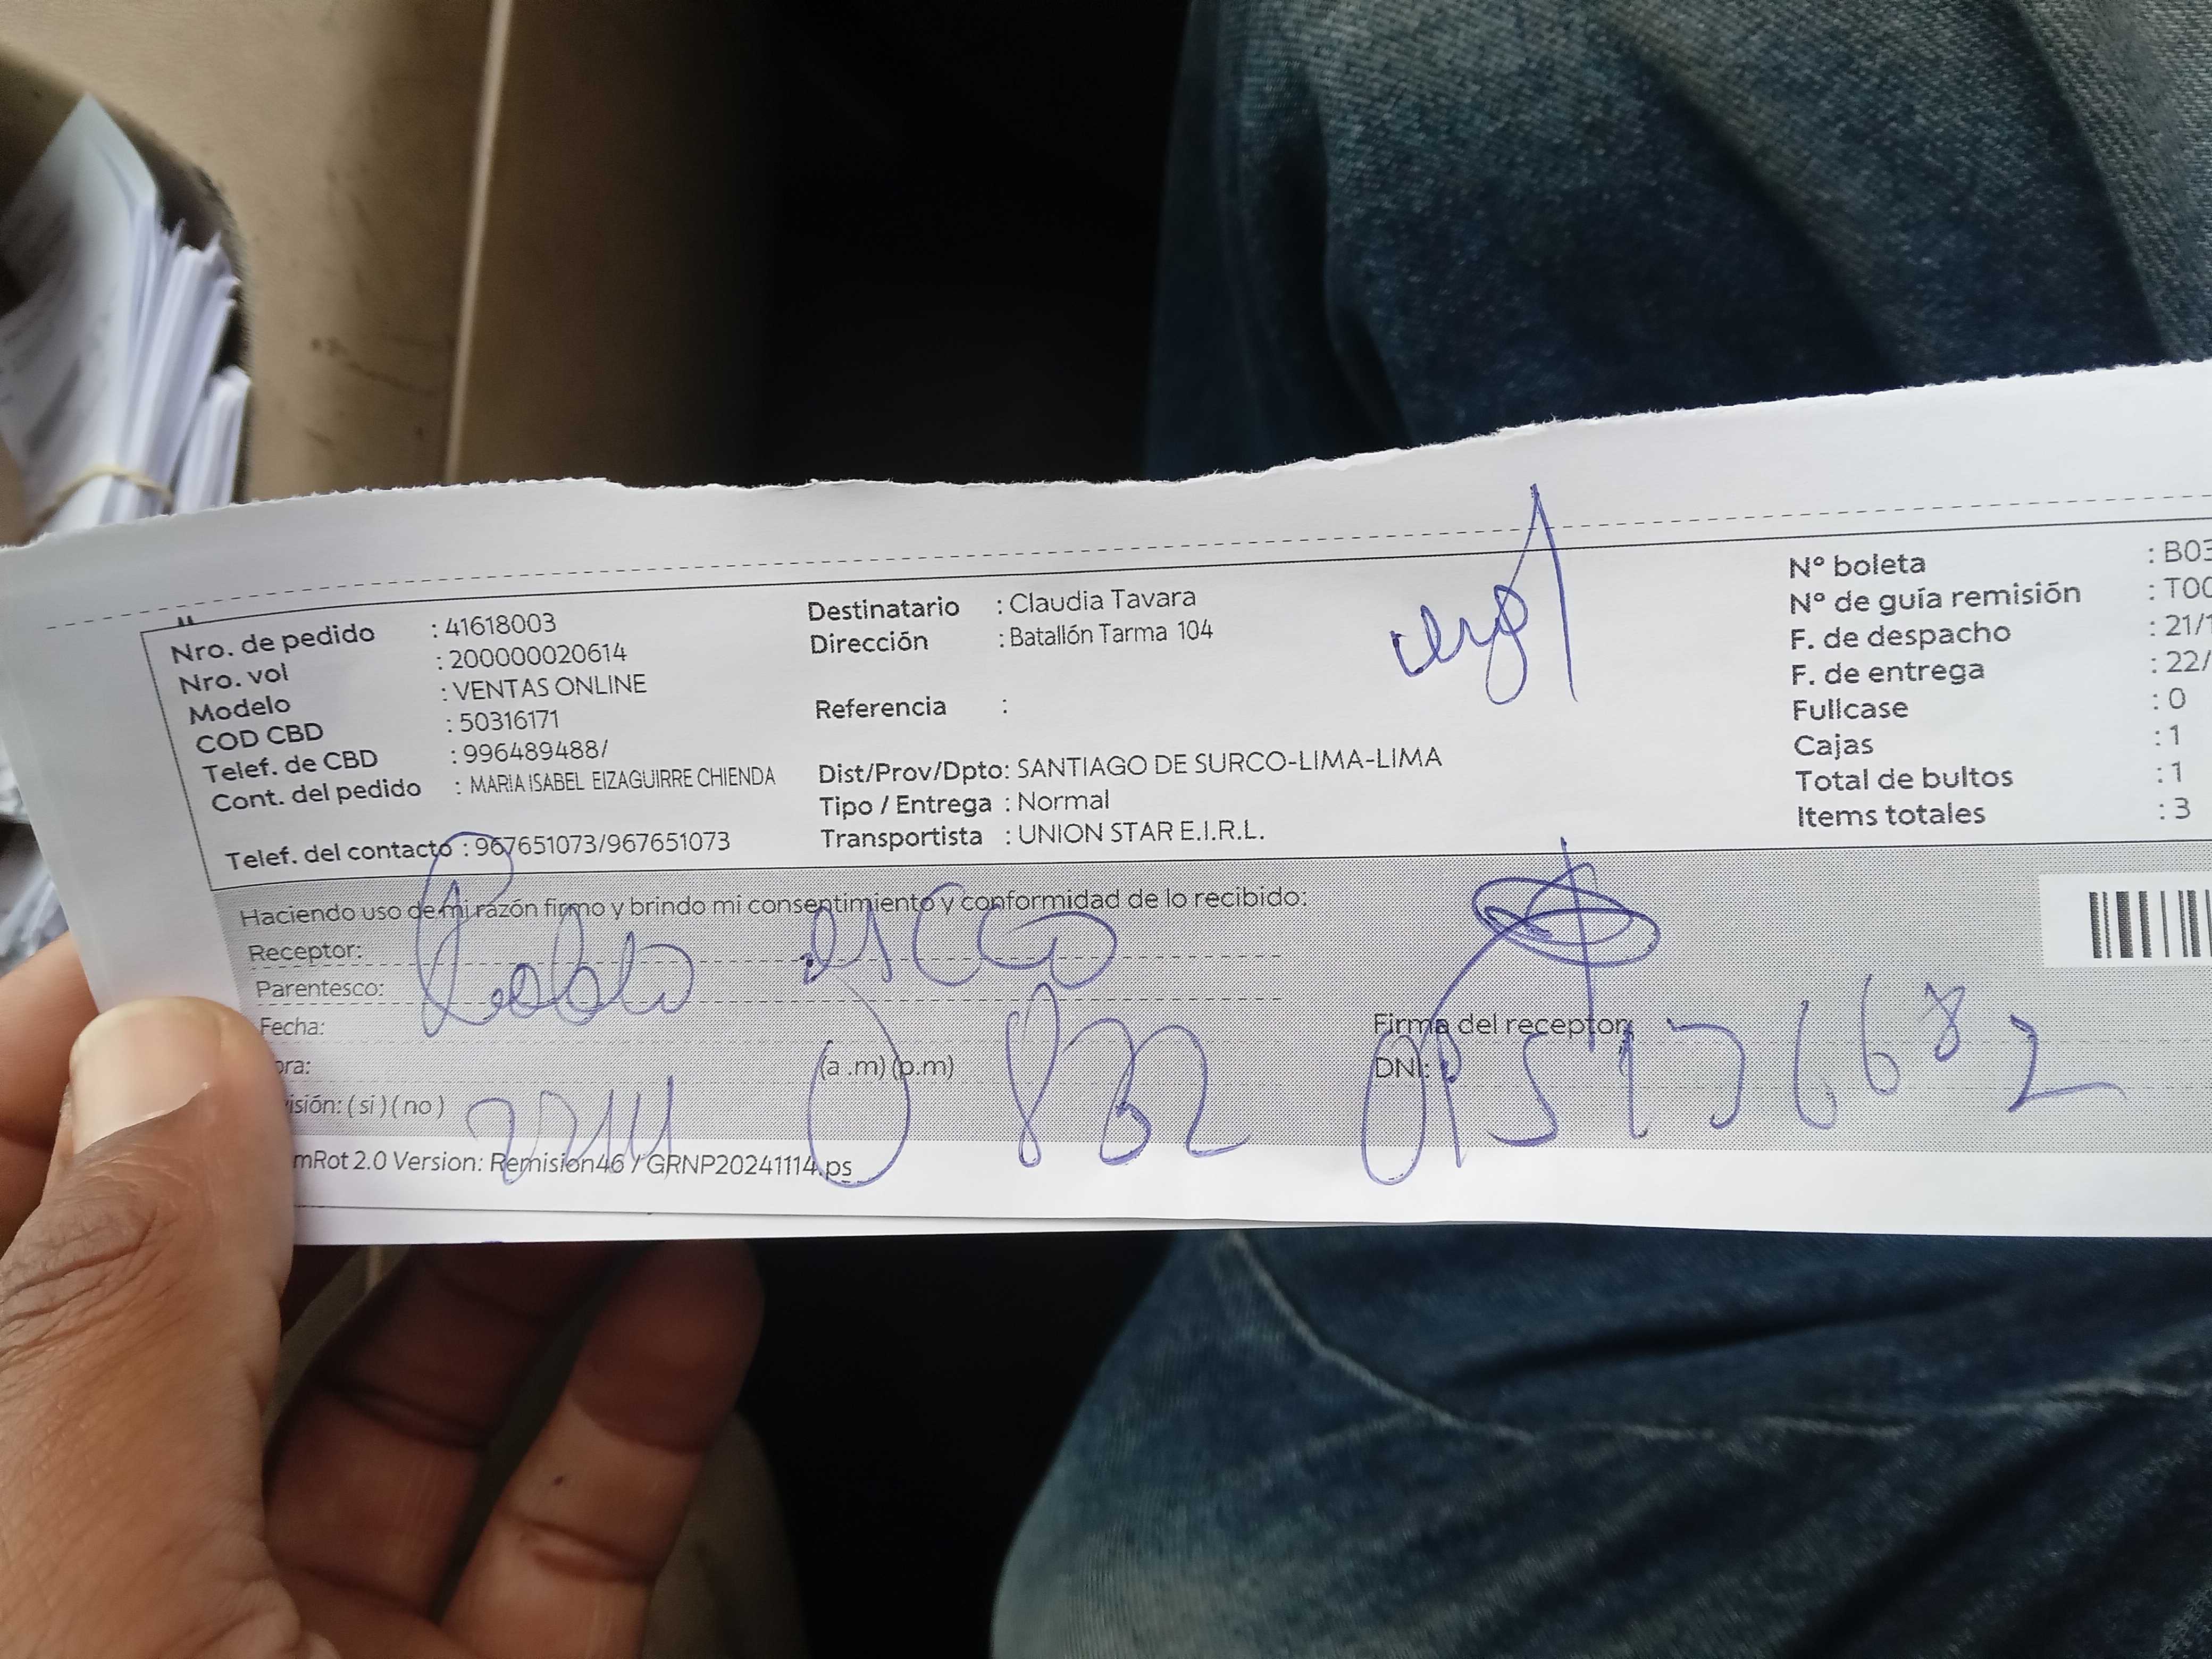 Nro. de pedido : 41618003
Nro. vol : 200000020614
Modelo : VENTAS ONLINE
COD CBD : 50316171
Telef. de CBD : 996489488/
Cont. del pedido : MARIA ISABEL EIZAGUIRRE CHIENDA
Telef. del contacto : 967651073/967651073
Destinatario : Claudia Tavara
Dirección : Batallón Tarma 104
Referencia :
Dist/Prov/Dpto: SANTIAGO DE SURCO-LIMA-LIMA
Tipo / Entrega : Normal
Transportista : UNION STAR E.I.R.L.
N° boleta : B03
N° de guía remisión : T00
F. de despacho : 21/1
F. de entrega : 22/
Fullcase : 0
Cajas : 1
Total de bultos : 1
Items totales : 3
Haciendo uso de mi razón firmo y brindo mi consentimiento y conformidad de lo recibido:
Receptor:
Parentesco:
Fecha:
ora: (a .m) (p.m)
isión: ( si ) ( no )
Firma del receptor:
DNI:
mRot 2.0 Version: Remision46 / GRNP20241114.ps